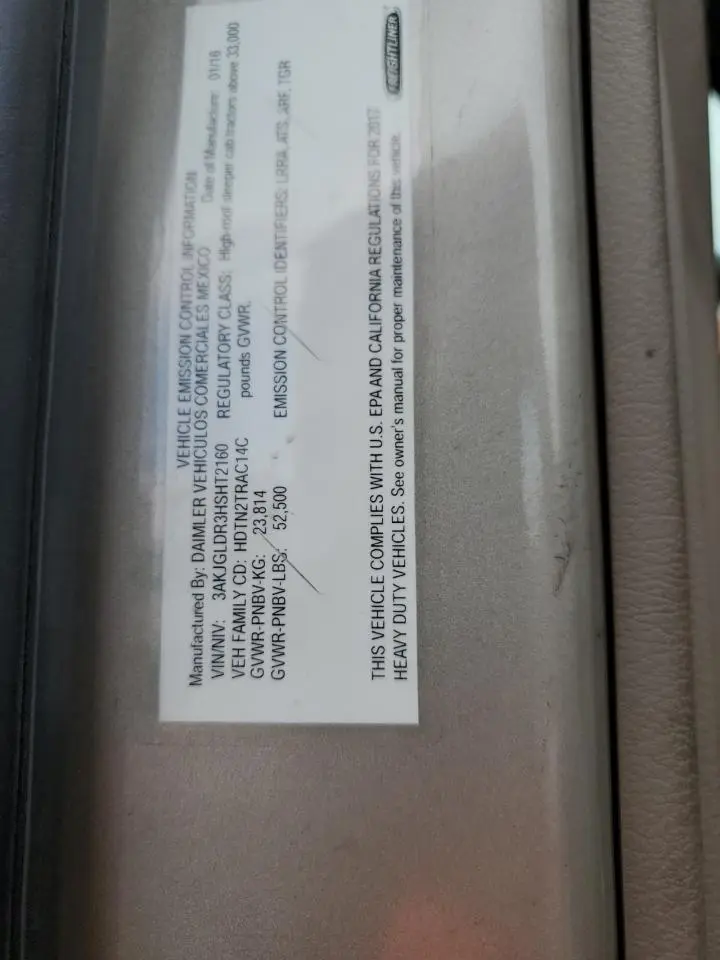 VEHICLE EMISSION CONTROL INFORMATION
Manufactured By: DAIMLER VEHICULOS COMERCIALES MEXICO Date of Manufacture: 01/16
VIN/NIV: 3AKJGLDR3HSHT2160 REGULATORY CLASS: High-roof sleeper cab tractors above 33,000
VEH FAMILY CD: HDTN2TRAC14C pounds GVWR.
GVWR-PNBV-KG: 23,814
GVWR-PNBV-LBS: 52,500 EMISSION CONTROL IDENTIFIERS: LRRA, ATS, ARF, TGR
THIS VEHICLE COMPLIES WITH U.S. EPA AND CALIFORNIA REGULATIONS FOR 2017
HEAVY DUTY VEHICLES. See owner's manual for proper maintenance of this vehicle.
FREIGHTLINER